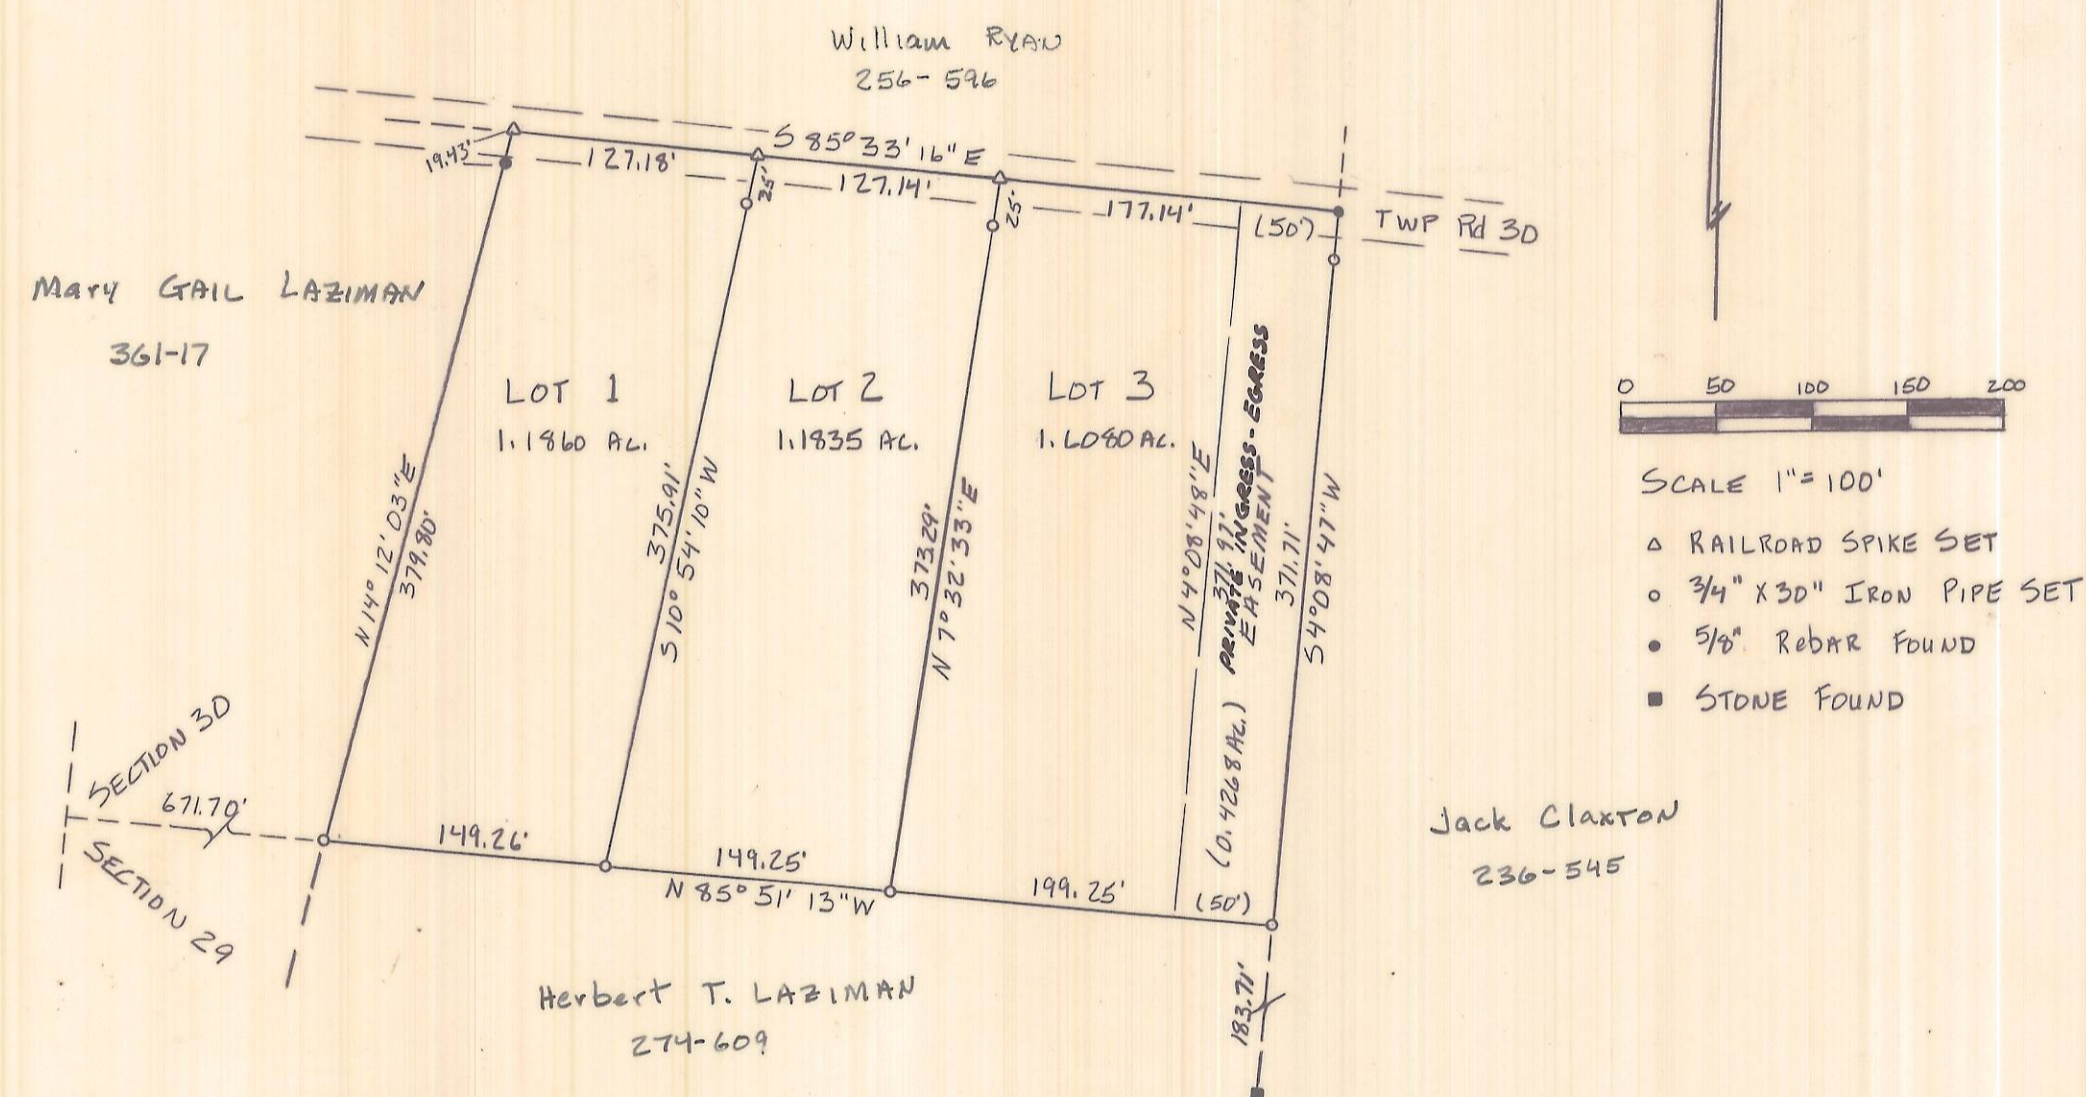 William RYAN
256-596
S 85° 33' 16" E
19.43'
127.18'
25'
127.14'
25'
177.14'
(50')
TWP Rd 30
Mary GAIL LAZIMAN
361-17
LOT 1
1.1860 AC.
LOT 2
1.1835 AC.
LOT 3
1.6080 AC.
N 14° 12' 03" E
379.80'
375.91'
S 10° 54' 10" W
373.29'
N 7° 32' 33" E
N 4° 08' 48" E
371.97'
(0.4268 AC.) PRIVATE INGRESS-EGRESS
EASEMENT
371.71'
S 4° 08' 47" W
0 50 100 150 200
SCALE 1" = 100'
RAILROAD SPIKE SET
3/4" X 30" IRON PIPE SET
5/8" ReBAR FOUND
STONE FOUND
SECTION 30
671.70'
SECTION 29
149.26'
149.25'
N 85° 51' 13" W
199.25'
(50')
Jack Claxton
236-545
Herbert T. LAZIMAN
274-609
183.71'